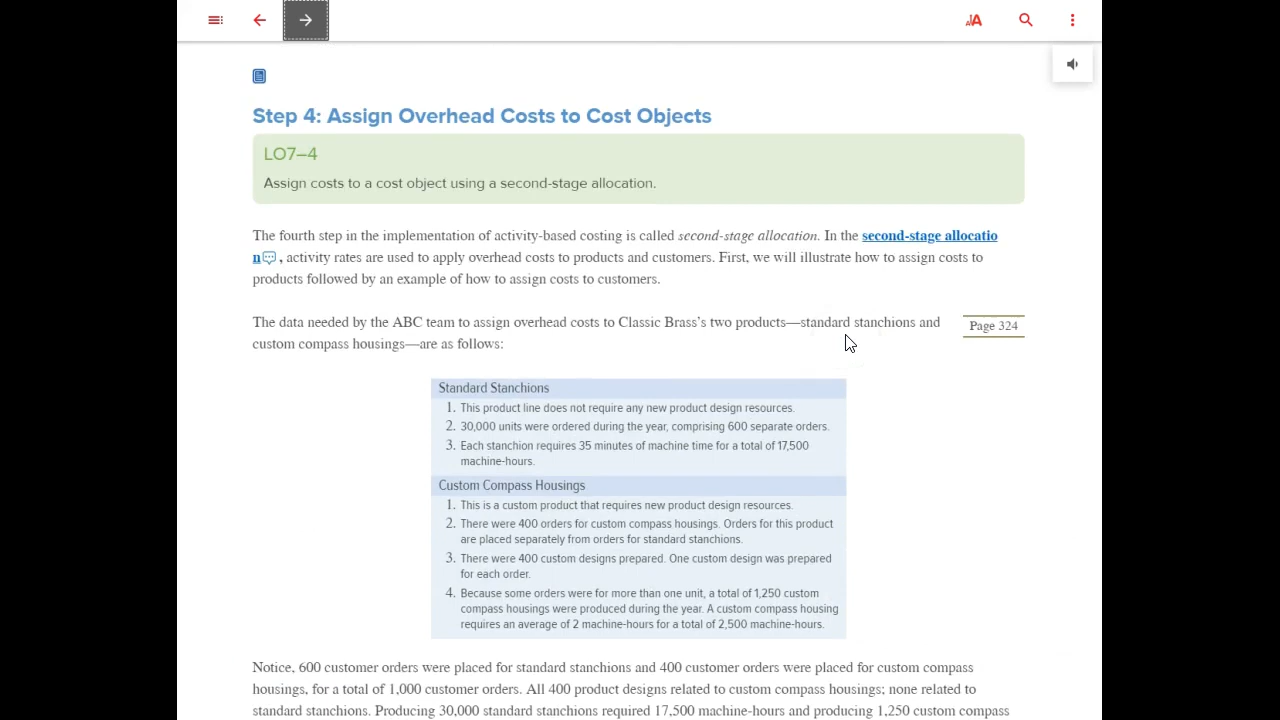 Step 4: Assign Overhead Costs to Cost Objects
LO7–4
Assign costs to a cost object using a second-stage allocation.
The fourth step in the implementation of activity-based costing is called second-stage allocation. In the second-stage allocatio
n, activity rates are used to apply overhead costs to products and customers. First, we will illustrate how to assign costs to
products followed by an example of how to assign costs to customers.
The data needed by the ABC team to assign overhead costs to Classic Brass’s two products—standard stanchions and
Page 324
custom compass housings—are as follows:
Standard Stanchions
1. This product line does not require any new product design resources.
2. 30,000 units were ordered during the year, comprising 600 separate orders.
3. Each stanchion requires 35 minutes of machine time for a total of 17,500
machine-hours.
Custom Compass Housings
1. This is a custom product that requires new product design resources.
2. There were 400 orders for custom compass housings. Orders for this product
are placed separately from orders for standard stanchions.
3. There were 400 custom designs prepared. One custom design was prepared
for each order.
4. Because some orders were for more than one unit, a total of 1,250 custom
compass housings were produced during the year. A custom compass housing
requires an average of 2 machine-hours for a total of 2,500 machine-hours.
Notice, 600 customer orders were placed for standard stanchions and 400 customer orders were placed for custom compass
housings, for a total of 1,000 customer orders. All 400 product designs related to custom compass housings; none related to
standard stanchions. Producing 30,000 standard stanchions required 17,500 machine-hours and producing 1,250 custom compass